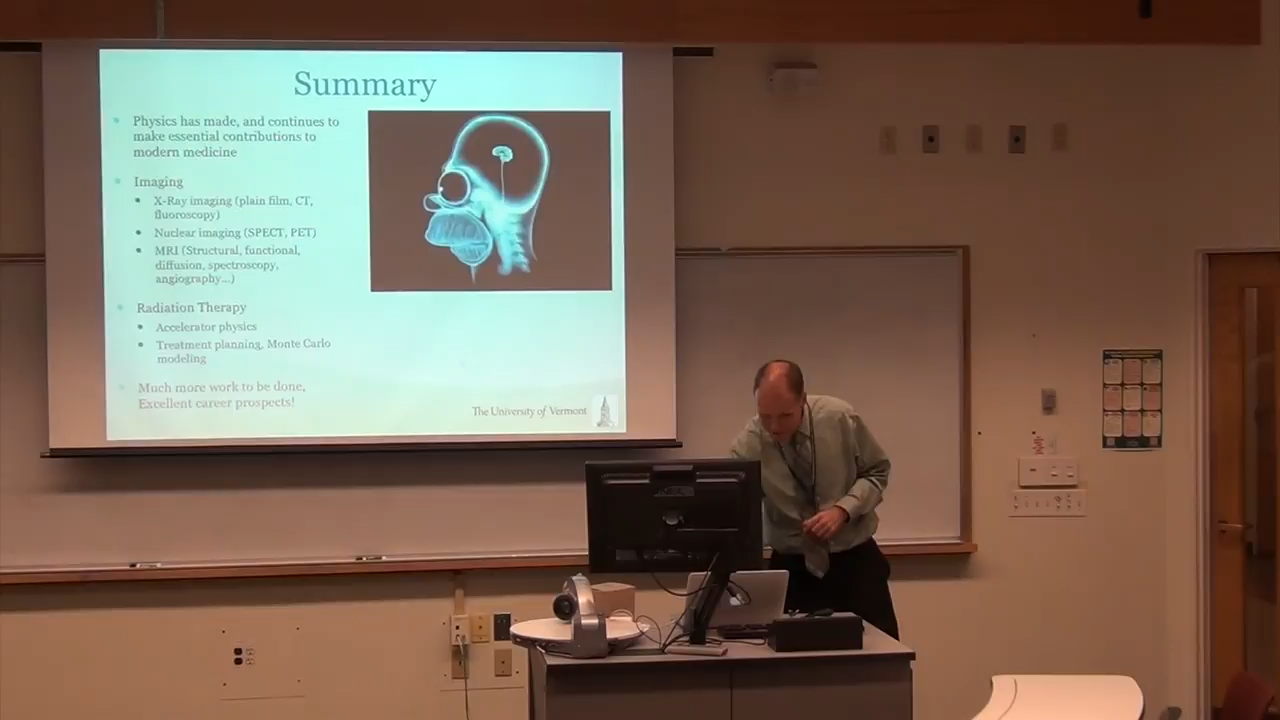 Summary
Physics has made, and continues to
make essential contributions to
modern medicine
Imaging
X-Ray imaging (plain film, CT,
fluoroscopy)
Nuclear imaging (SPECT, PET)
MRI (Structural, functional,
diffusion, spectroscopy,
angiography...)
Radiation Therapy
Accelerator physics
Treatment planning, Monte Carlo
modeling
Much more work to be done,
Excellent career prospects!
The University of Vermont
NEC